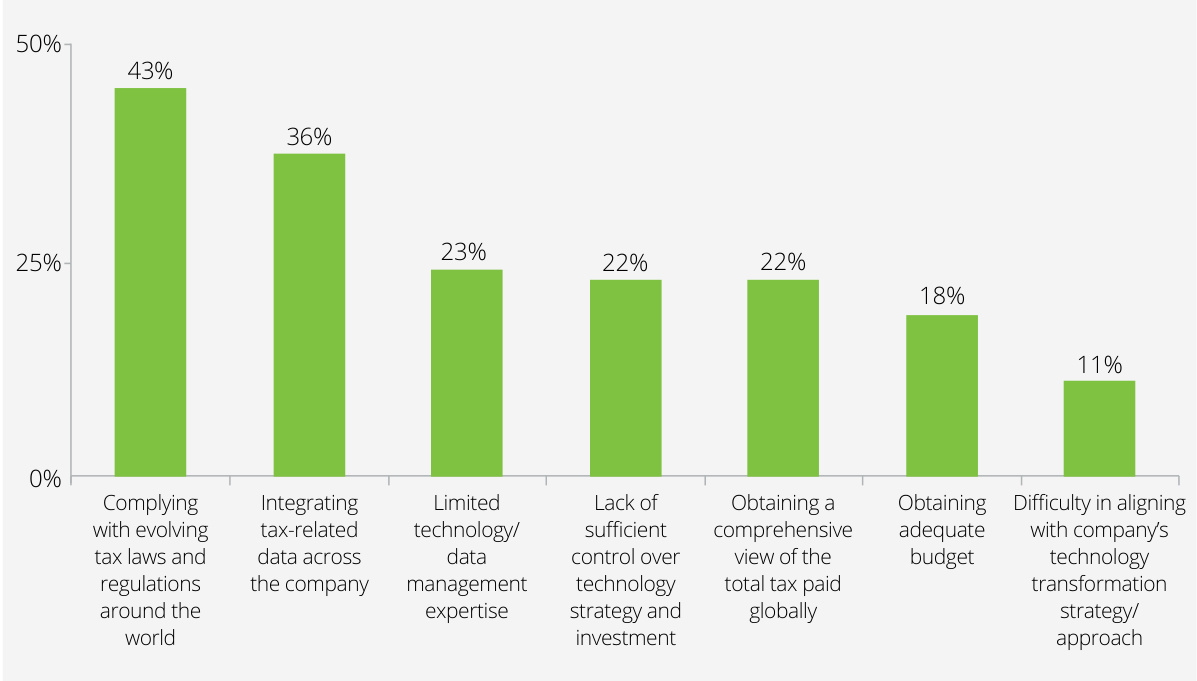 50%
43%
36%
25%
23%
22%
22%
18%
11%
0%
Complying
with evolving
tax laws and
regulations
around the
world
Integrating
tax-related
data across
the company
Limited
technology/
data
management
expertise
Lack of
sufficient
control over
technology
strategy and
investment
Obtaining a
comprehensive
view of the
total tax paid
globally
Obtaining
adequate
budget
Difficulty in aligning
with company’s
technology
transformation
strategy/
approach